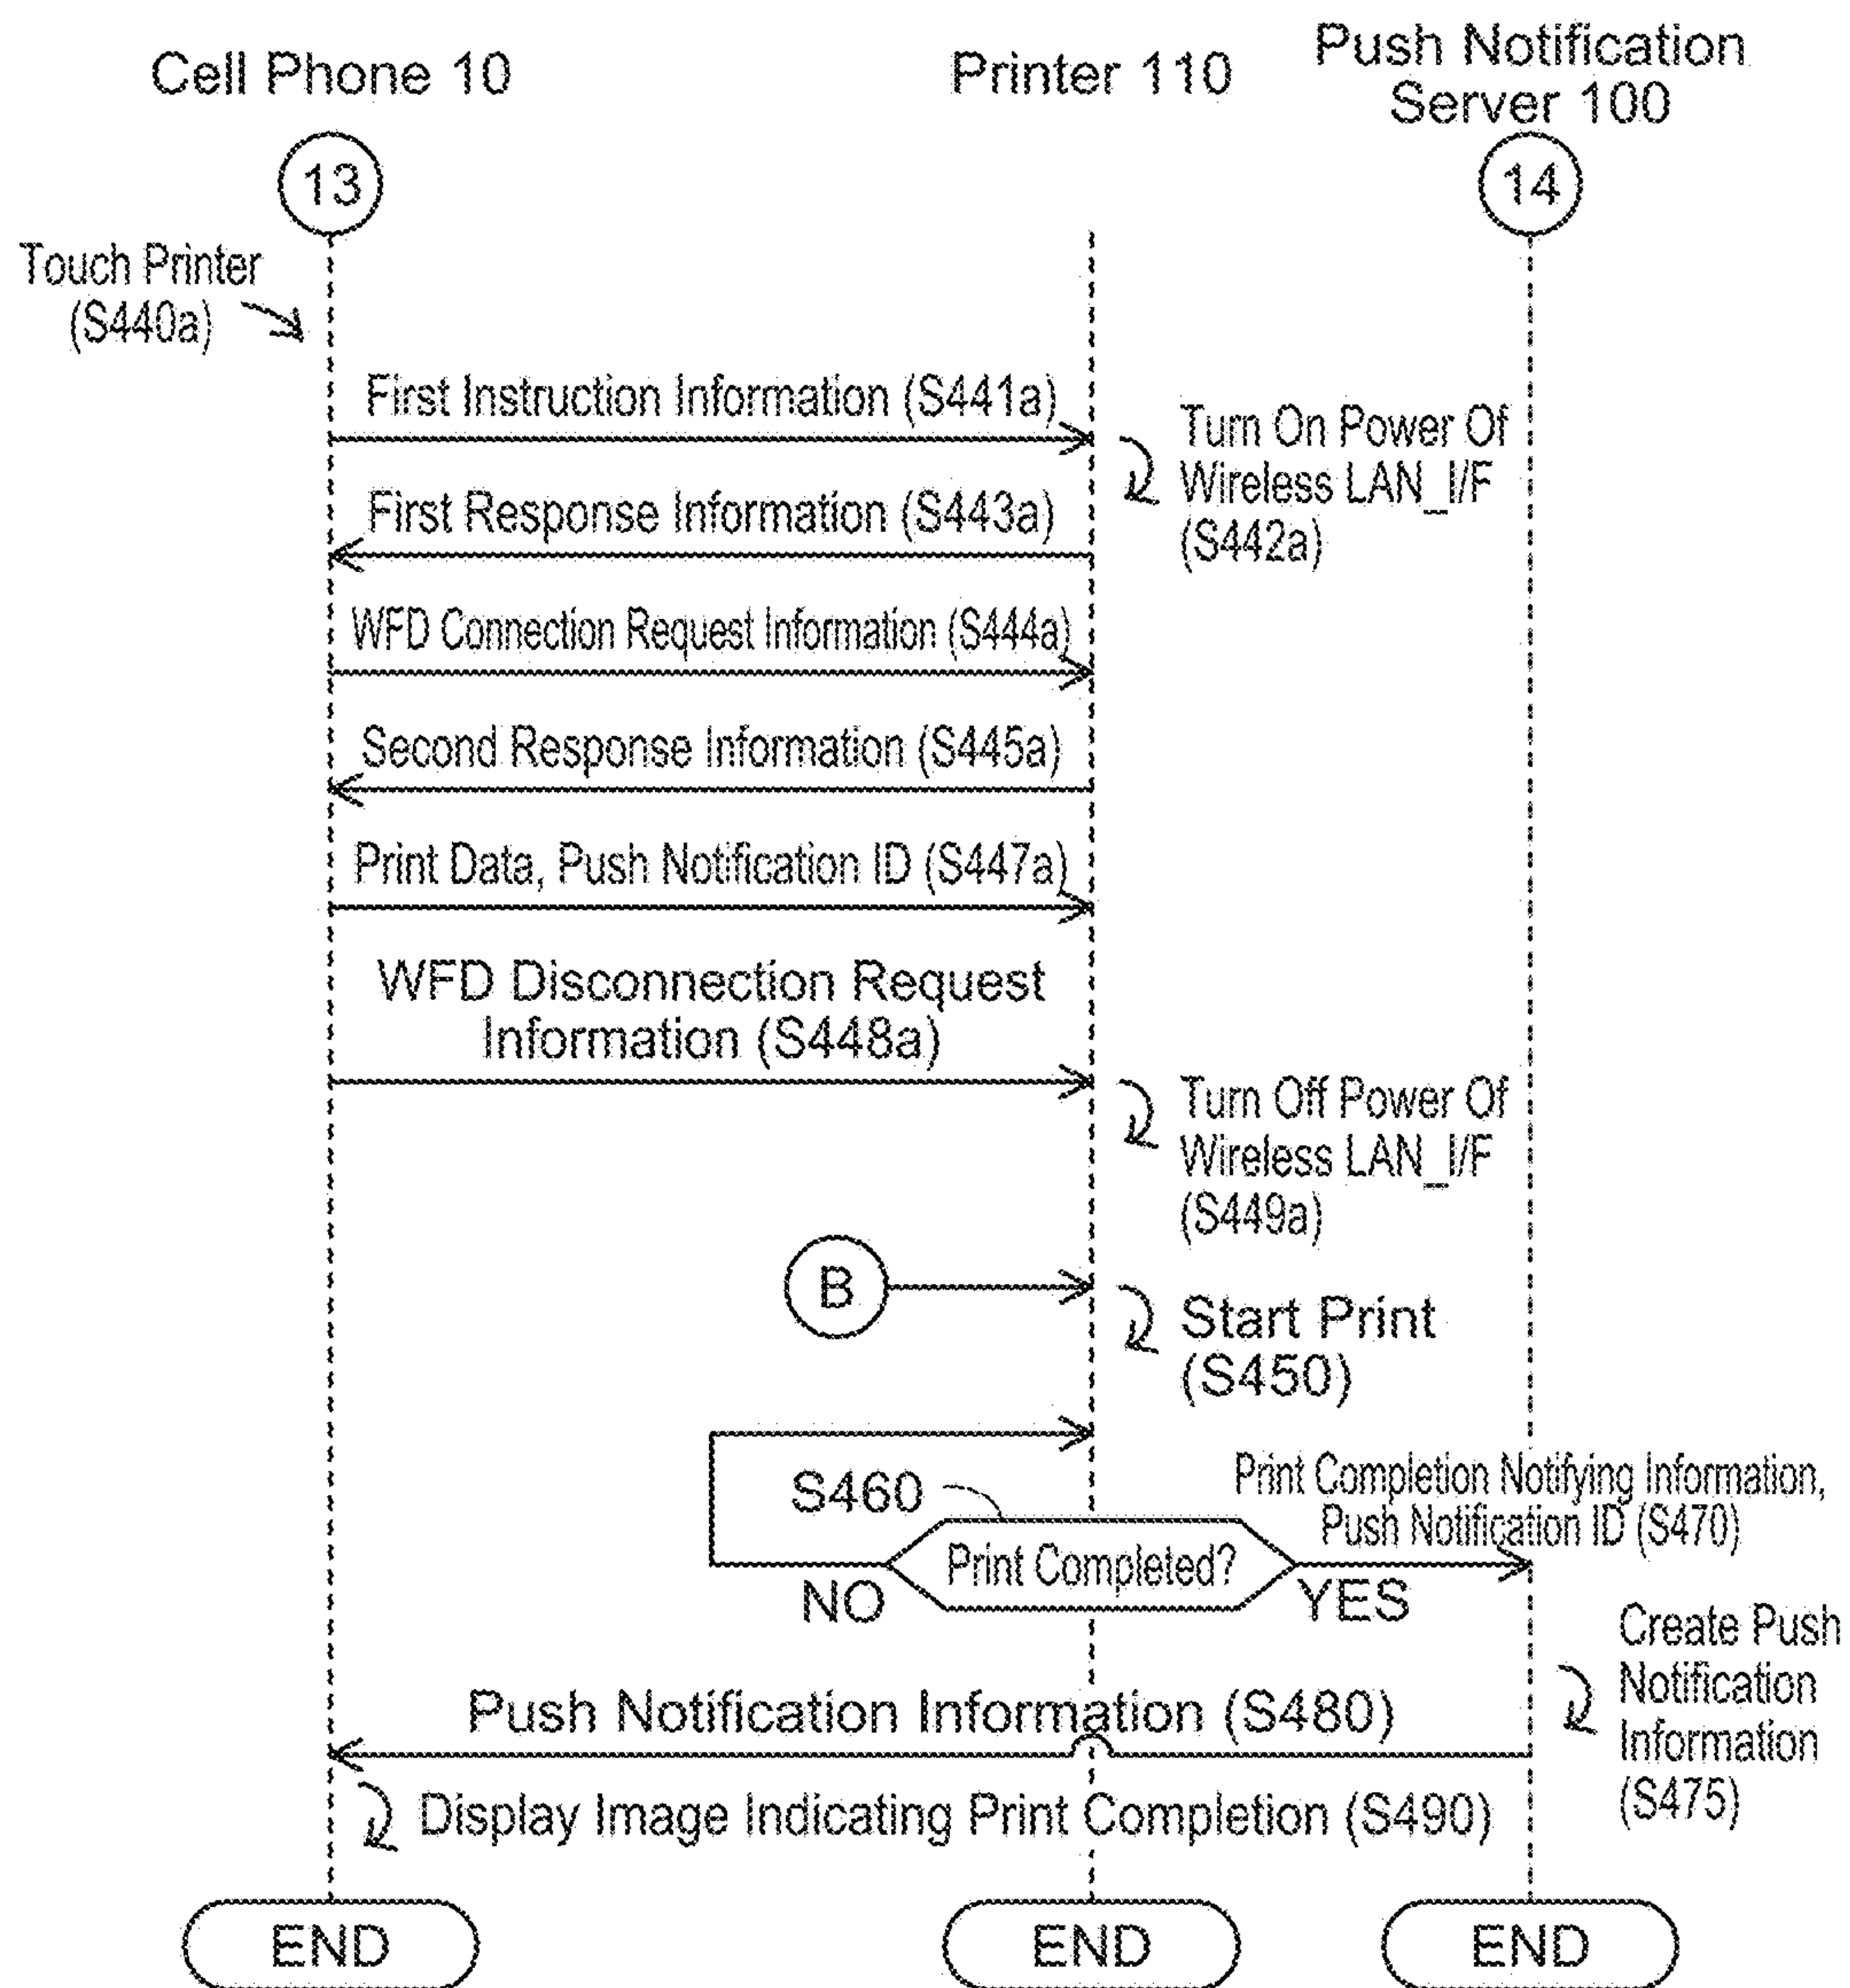 Cell Phone 10
Printer 110
Push Notification
Server 100
13
14
Touch Printer
(S440a)
First Instruction Information (S441a)
Turn On Power Of
Wireless LAN_I/F
(S442a)
First Response Information (S443a)
WFD Connection Request Information (S444a)
Second Response Information (S445a)
Print Data, Push Notification ID (S447a)
WFD Disconnection Request
Information (S448a)
Turn Off Power Of
Wireless LAN_I/F
(S449a)
B
Start Print
(S450)
S460
Print Completion Notifying Information,
Push Notification ID (S470)
Print Completed?
NO
YES
Create Push
Notification
Information
(S475)
Push Notification Information (S480)
Display Image Indicating Print Completion (S490)
END
END
END